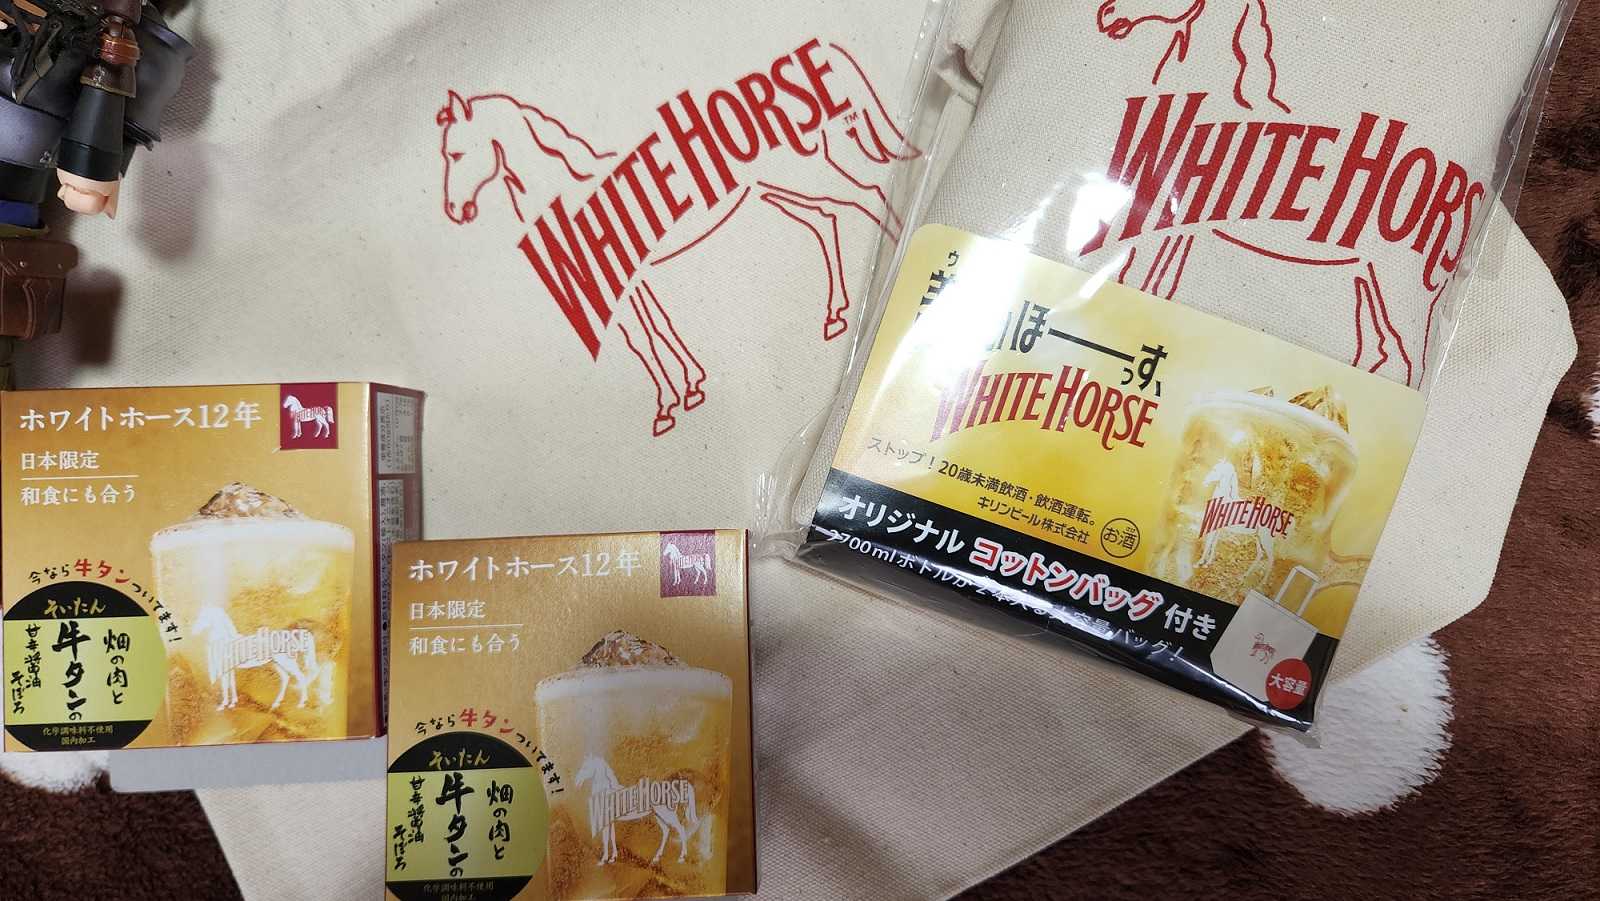 WHITE HORSE
TM
WHITE HORS
ほーーっす、
WHITE HORSE
ストップ!20歳未満飲酒・飲酒運転。
キリンビール株式会社
お酒
WHITE HORSE
オリジナル コットンバッグ 付き
2700mlボトルが2本入る大容量バッグ!
大容量
ホワイトホース12年
WHITE HORSE
日本限定
和食にも合う
今なら牛タンついてます!
そいたん
畑の肉と
牛タンの
甘辛醤油
そぼろ
化学調味料不使用
国内加工
WHITE HORSE
ホワイトホース12年
日本限定
和食にも合う
今なら牛タンついてます!
そいたん
畑の肉と
牛タンの
甘辛醤油
そぼろ
化学調味料不使用
国内加工
WHITE HORSE